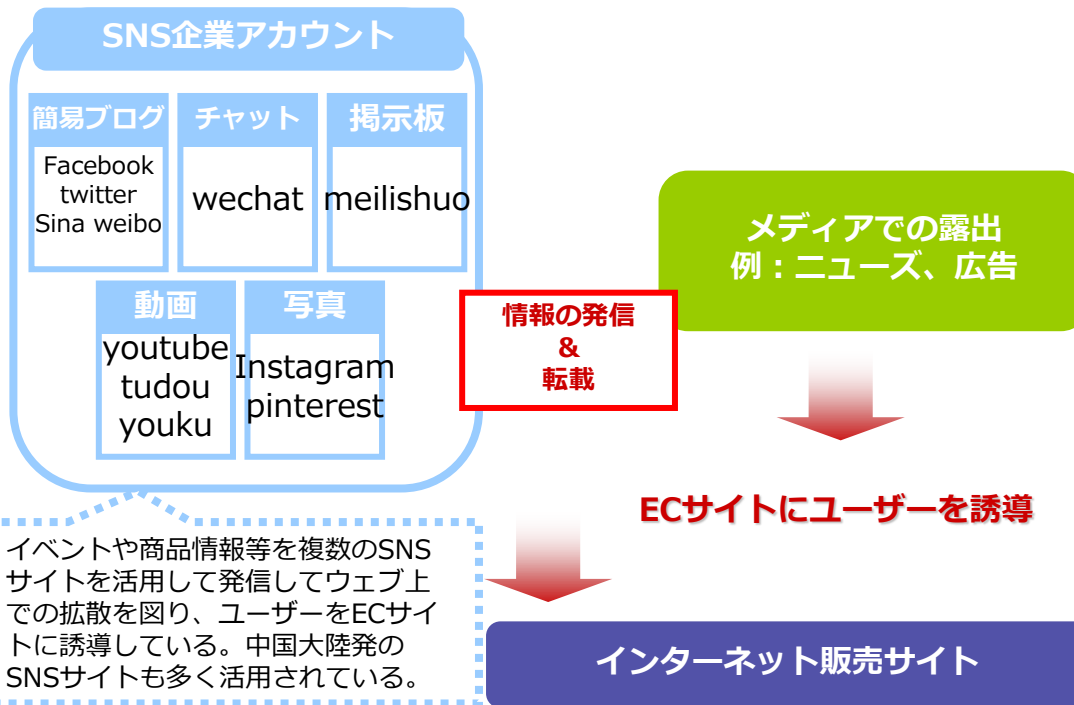 SNS企業アカウント
簡易ブログ
Facebook
twitter
Sina weibo
チャット
wechat
掲示板
meilishuo
動画
youtube
tudou
youku
写真
Instagram
pinterest
情報の発信
&
転載
メディアでの露出
例：ニューズ、広告
ECサイトにユーザーを誘導
イベントや商品情報等を複数のSNS
サイトを活用して発信してウェブ上
での拡散を図り、ユーザーをECサイ
トに誘導している。中国大陸発の
SNSサイトも多く活用されている。
インターネット販売サイト